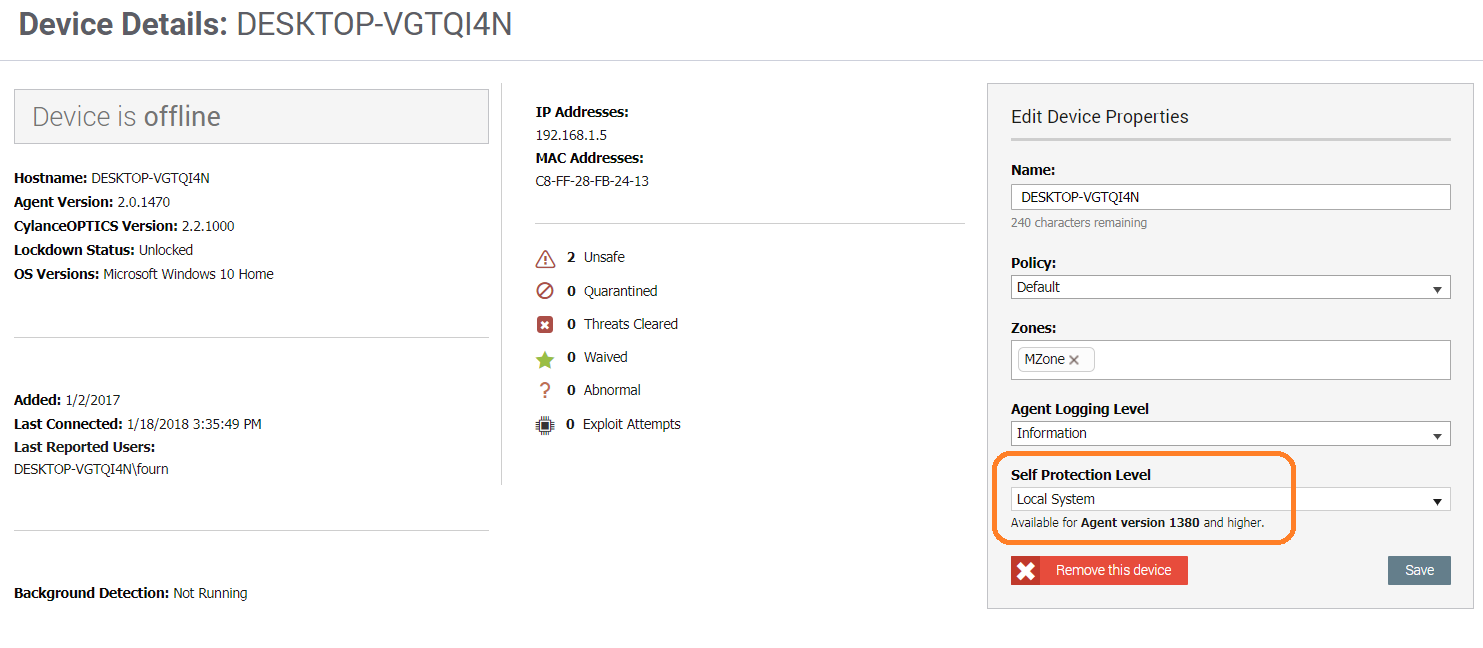 Device Details: DESKTOP-VGTQI4N
Device is offline
Hostname: DESKTOP-VGTQI4N
Agent Version: 2.0.1470
CylanceOPTICS Version: 2.2.1000
Lockdown Status: Unlocked
OS Versions: Microsoft Windows 10 Home
Added: 1/2/2017
Last Connected: 1/18/2018 3:35:49 PM
Last Reported Users:
DESKTOP-VGTQI4N\fourn
Background Detection: Not Running
IP Addresses:
192.168.1.5
MAC Addresses:
C8-FF-28-FB-24-13
2 Unsafe
0 Quarantined
0 Threats Cleared
0 Waived
0 Abnormal
0 Exploit Attempts
Edit Device Properties
Name:
DESKTOP-VGTQI4N
240 characters remaining
Policy:
Default
Zones:
MZone
Agent Logging Level
Information
Self Protection Level
Local System
Available for Agent version 1380 and higher.
Remove this device
Save